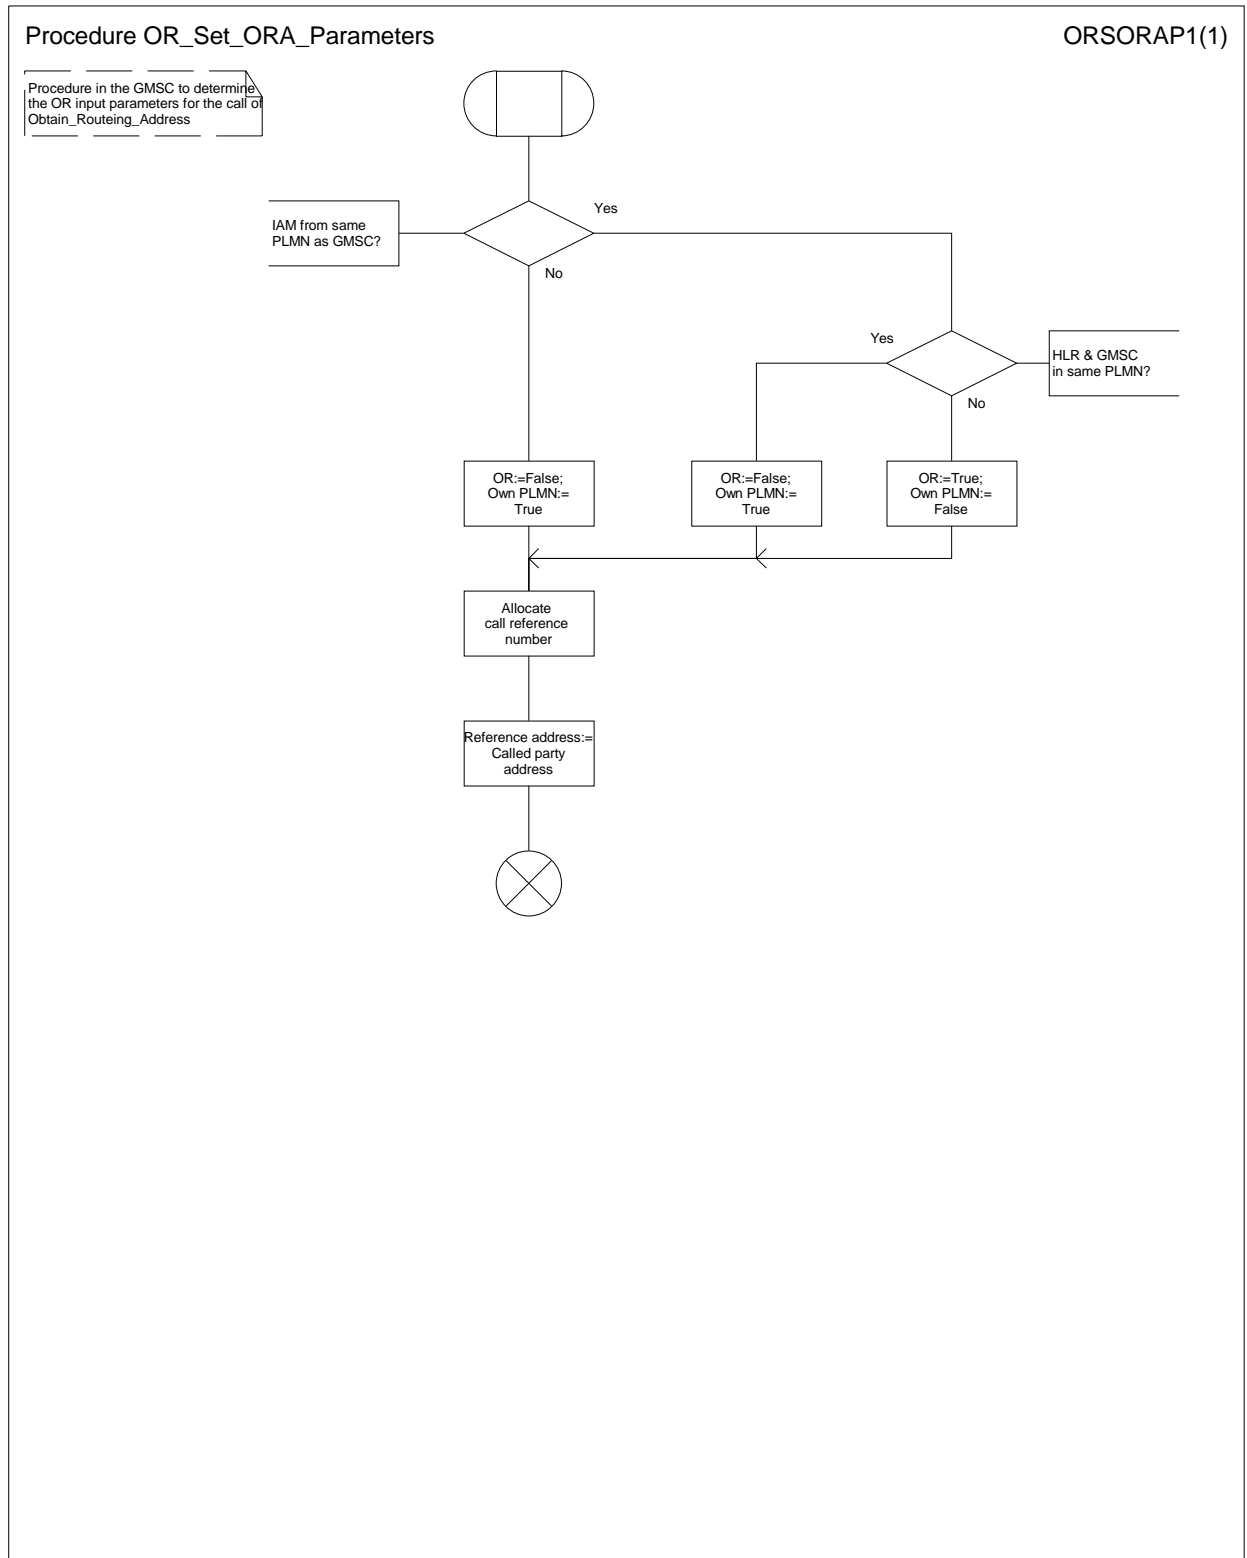 Procedure OR_Set_ORA_Parameters
ORSORAP1(1)
Procedure in the GMSC to determine
the OR input parameters for the call of
Obtain_Routeing_Address
IAM from same
PLMN as GMSC?
Yes
No
Yes
HLR & GMSC
in same PLMN?
No
OR:=False;
Own PLMN:=
True
OR:=False;
Own PLMN:=
True
OR:=True;
Own PLMN:=
False
Allocate
call reference
number
Reference address:=
Called party
address